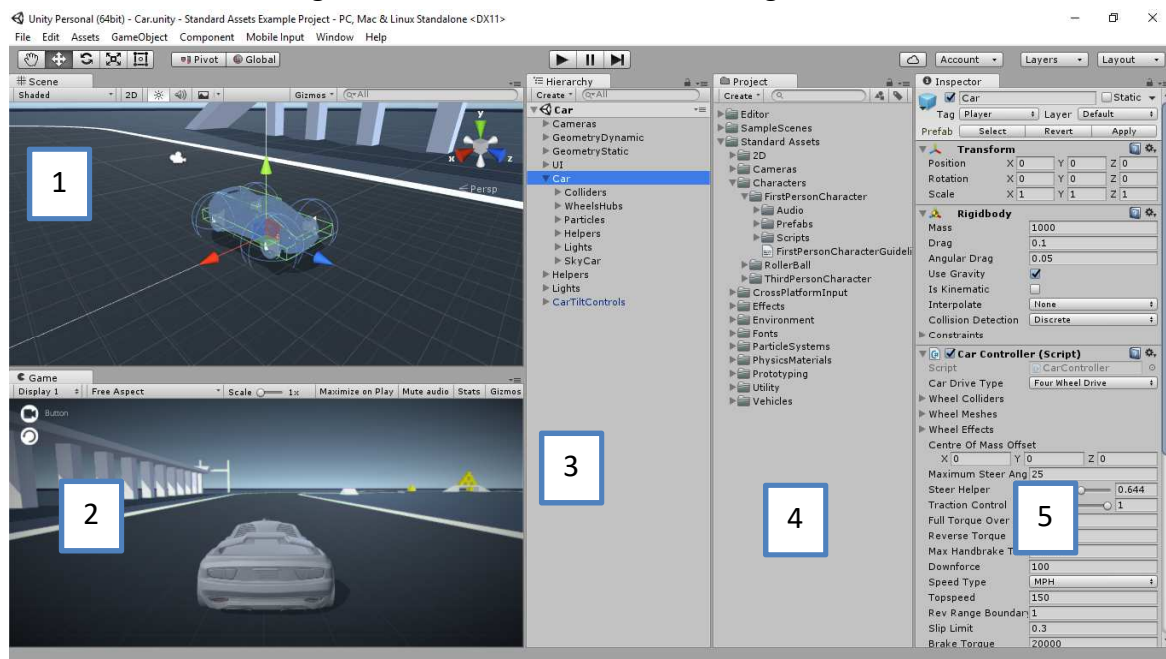 Unity Personal (64bit) - Car.unity - Standard Assets Example Project - PC, Mac & Linux Standalone <DX11>
File Edit Assets GameObject Component Mobile Input Window Help
Pivot Global
Account Layers Layout
Scene
Shaded 2D Gizmos All
y
x z
Persp
1
Game
Display 1 Free Aspect Scale 1x Maximize on Play Mute audio Stats Gizmos
Button
2
Hierarchy
Create All
Car
Cameras
GeometryDynamic
GeometryStatic
UI
Car
Colliders
WheelsHubs
Particles
Helpers
Lights
SkyCar
Helpers
Lights
CarTiltControls
3
Project
Create
Editor
SampleScenes
Standard Assets
2D
Cameras
Characters
FirstPersonCharacter
Audio
Prefabs
Scripts
FirstPersonCharacterGuideli
RollerBall
ThirdPersonCharacter
CrossPlatformInput
Effects
Environment
Fonts
ParticleSystems
PhysicsMaterials
Prototyping
Utility
Vehicles
4
Inspector
Car Static
Tag Player Layer Default
Prefab Select Revert Apply
Transform
Position X 0 Y 0 Z 0
Rotation X 0 Y 0 Z 0
Scale X 1 Y 1 Z 1
Rigidbody
Mass 1000
Drag 0.1
Angular Drag 0.05
Use Gravity
Is Kinematic
Interpolate None
Collision Detection Discrete
Constraints
Car Controller (Script)
Script CarController
Car Drive Type Four Wheel Drive
Wheel Colliders
Wheel Meshes
Wheel Effects
Centre Of Mass Offset
X 0 Y 0 Z 0
Maximum Steer Ang 25
Steer Helper 0.644
Traction Control 1
Full Torque Over
Reverse Torque
Max Handbrake T
Downforce 100
Speed Type MPH
Topspeed 150
Rev Range Boundar 1
Slip Limit 0.3
Brake Torque 20000
5